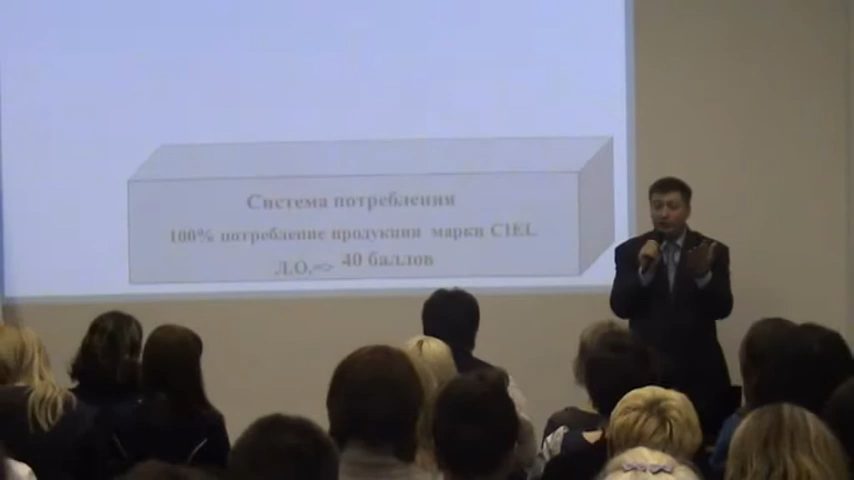 Система потребления
100% потребление продукции марки CIEL
Л.О.=> 40 баллов